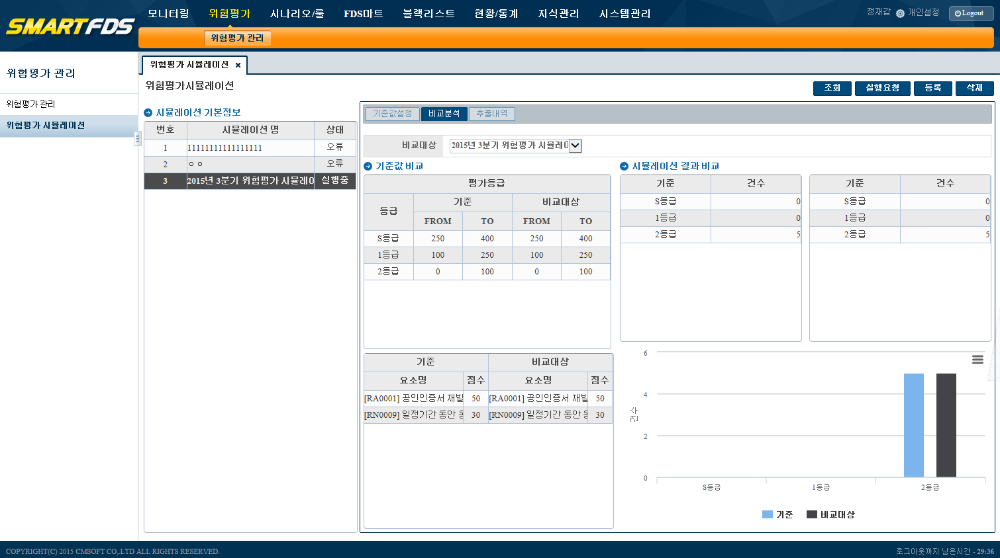 SMARTFDS
모니터링 위험평가 시나리오/룰 FDS마트 블랙리스트 현황/통계 지식관리 시스템관리
정재갑 개인설정 Logout
위험평가 관리
위험평가 관리
위험평가 관리
위험평가 시뮬레이션
위험평가 시뮬레이션 ×
위험평가시뮬레이션
조회 실행요청 등록 삭제
시뮬레이션 기본정보
번호 시뮬레이션 명 상태
1 11111111111111111 오류
2 ㅇㅇ 오류
3 2015년 3분기 위험평가 시뮬레이 실행중
기준값설정 비교분석 추출내역
비교대상 2015년 3분기 위험평가 시뮬레이
기준값 비교
평가등급
등급 기준 비교대상
FROM TO FROM TO
S등급 250 400 250 400
1등급 100 250 100 250
2등급 0 100 0 100
기준 비교대상
요소명 점수 요소명 점수
[RA0001] 공인인증서 재발 50 [RA0001] 공인인증서 재발 50
[RN0009] 일정기간 동안 30 [RN0009] 일정기간 동안 30
시뮬레이션 결과 비교
기준 건수 기준 건수
S등급 0 S등급 0
1등급 0 1등급 0
2등급 5 2등급 5
6
4
2
0
건수
S등급 1등급 2등급
기준 비교대상
COPYRIGHT(C) 2015 CMSOFT CO,.LTD ALL RIGHTS RESERVED.
로그아웃까지 남은시간 - 29:36